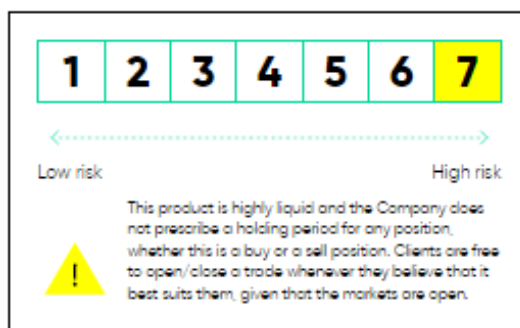 1 2 3 4 5 6 7
Low risk High risk
This product is highly liquid and the Company does
not prescribe a holding period for any position,
whether this is a buy or a sell position. Clients are free
to open/close a trade whenever they believe that it
best suits them, given that the markets are open.
!